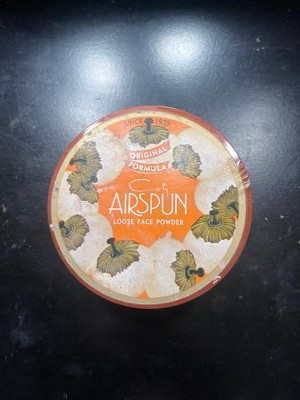 SINCE 1935
ORIGINAL
FORMULA
Coty
AIRSPUN
LOOSE FACE POWDER